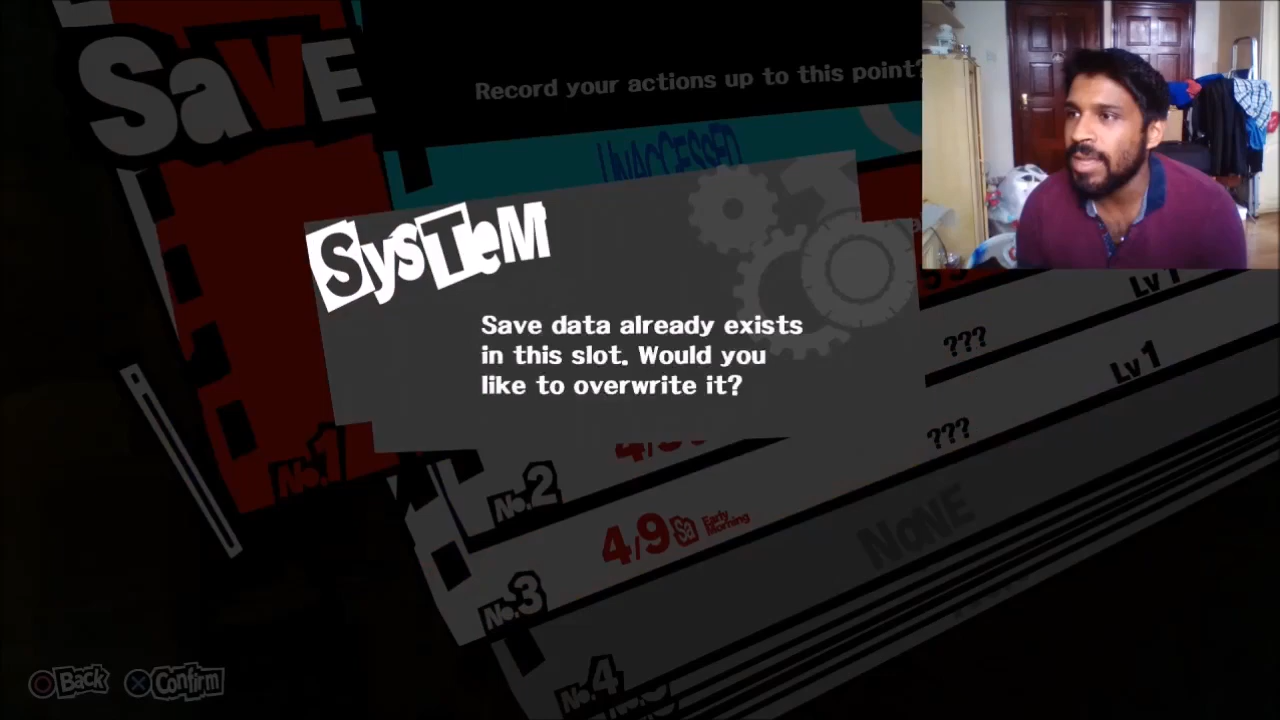 SaVE
Record your actions up to this point?
UNACCESSED
SysTeM
Save data already exists
in this slot. Would you
like to overwrite it?
Lv 1
???
Lv 1
???
No.1
No.2
4/9 Sa Early Morning
No.3
NoNE
No.4
Back
Confirm